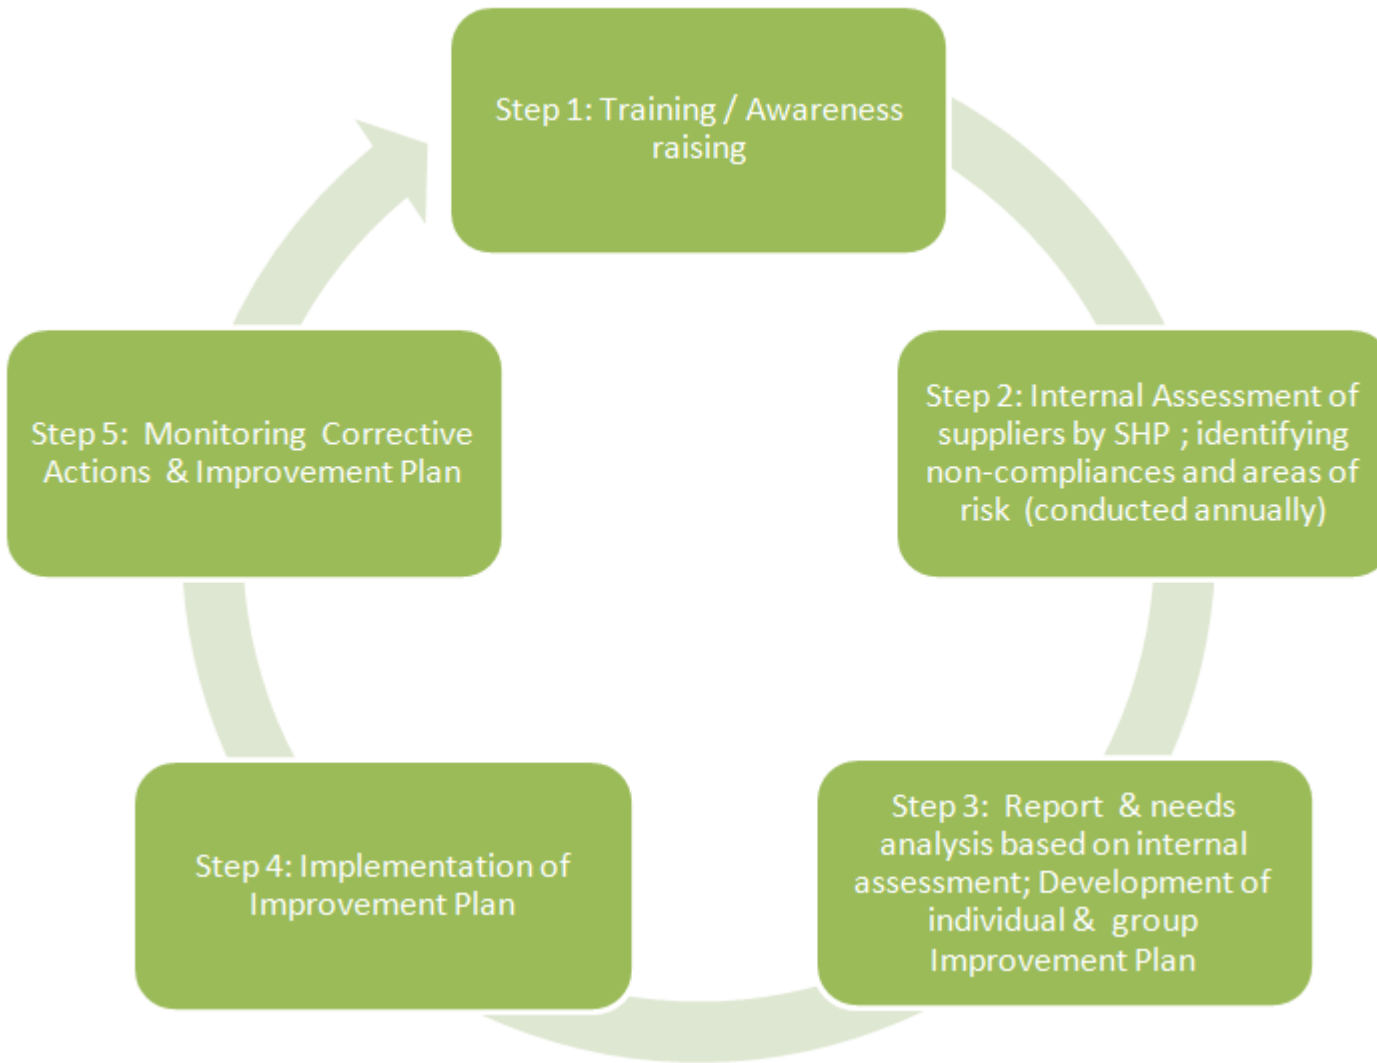 Step 1: Training / Awareness
raising
Step 2: Internal Assessment of
suppliers by SHP ; identifying
non-compliances and areas of
risk (conducted annually)
Step 3: Report & needs
analysis based on internal
assessment; Development of
individual & group
Improvement Plan
Step 4: Implementation of
Improvement Plan
Step 5: Monitoring Corrective
Actions & Improvement Plan